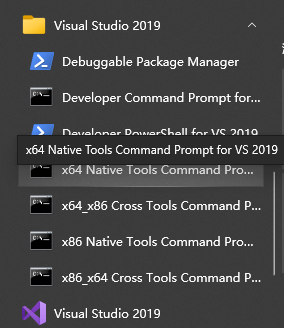 Visual Studio 2019
Debuggable Package Manager
Developer Command Prompt for...
Developer PowerShell for VS 2019
x64 Native Tools Command Prompt for VS 2019
x64 Native Tools Command Pro...
x64_x86 Cross Tools Command P...
x86 Native Tools Command Pro...
x86_x64 Cross Tools Command P...
Visual Studio 2019